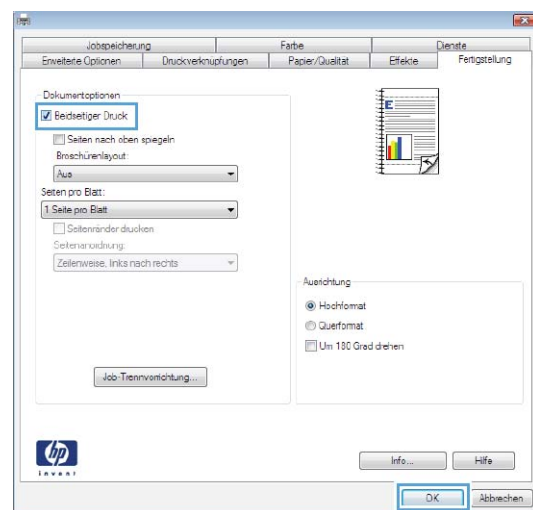 Jobspeicherung Farbe Dienste
Erweiterte Optionen Druckverknüpfungen Papier/Qualität Effekte Fertigstellung
Dokumentoptionen
Beidseitiger Druck
Seiten nach oben spiegeln
Broschürenlayout:
Aus
Seiten pro Blatt:
1 Seite pro Blatt
Seitenränder drucken
Seitenanordnung:
Zeilenweise, links nach rechts
Job-Trennvorrichtung...
E
Ausrichtung
Hochformat
Querformat
Um 180 Grad drehen
hp
invent
Info... Hilfe
OK Abbrechen